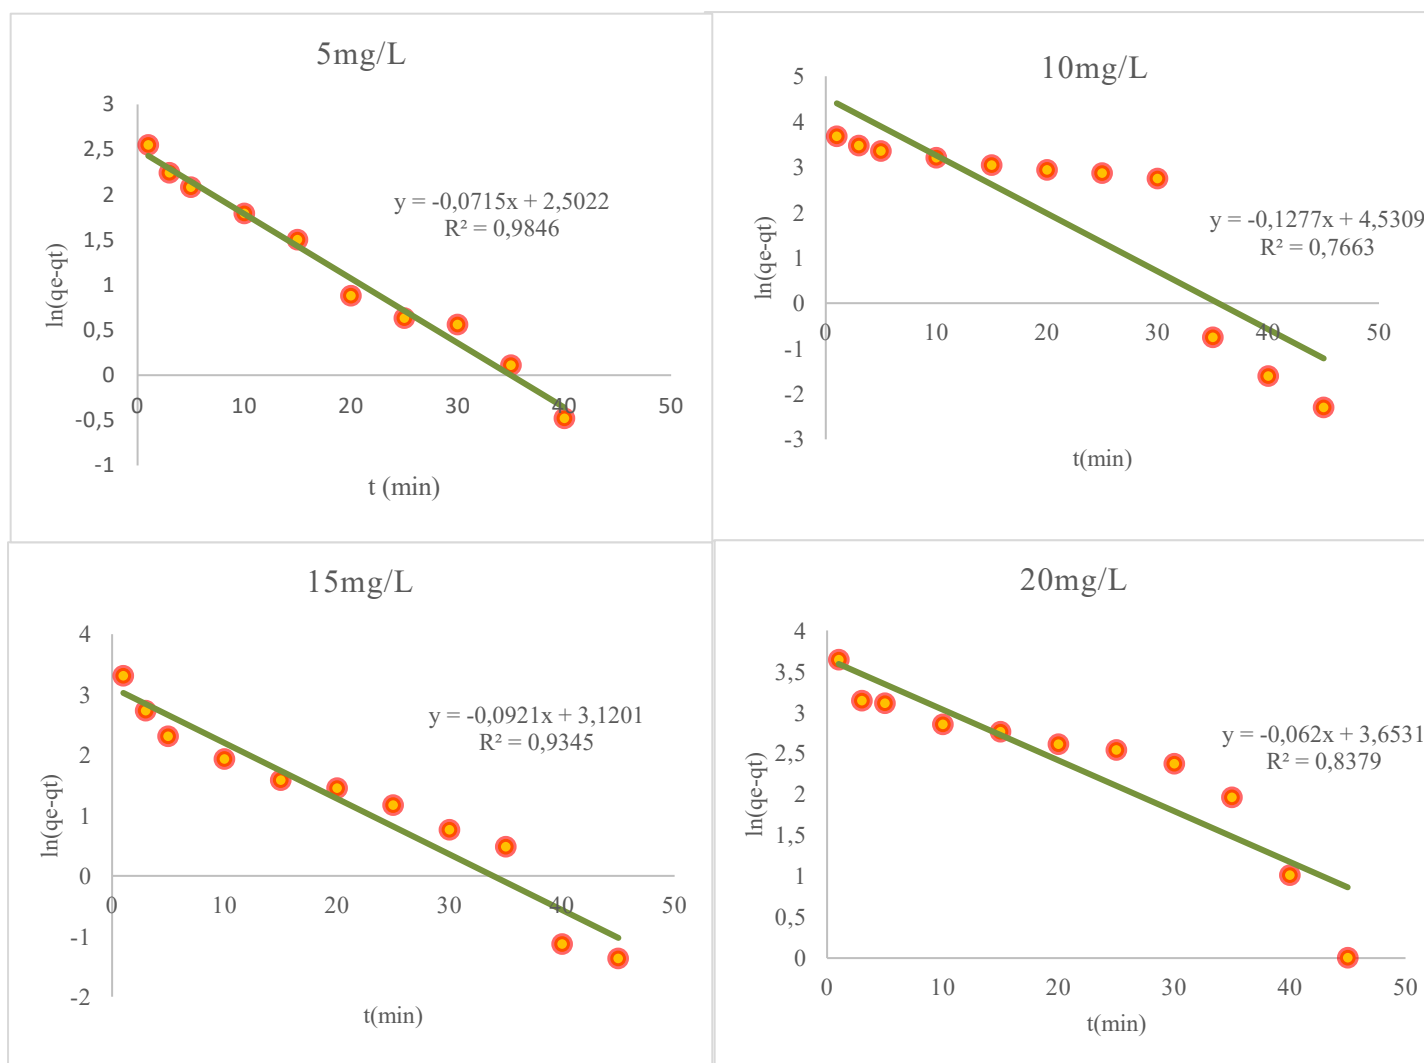 5mg/L
3
2,5
2
1,5
1
0,5
0
-0,5
-1
ln(qe-qt)
y = -0,0715x + 2,5022
R² = 0,9846
0 10 20 30 40 50
t (min)
10mg/L
5
4
3
2
1
0
-1
-2
-3
ln(qe-qt)
y = -0,1277x + 4,5309
R² = 0,7663
0 10 20 30 40 50
t(min)
15mg/L
4
3
2
1
0
-1
-2
ln(qe-qt)
y = -0,0921x + 3,1201
R² = 0,9345
0 10 20 30 40 50
t(min)
20mg/L
4
3,5
3
2,5
2
1,5
1
0,5
0
ln(qe-qt)
y = -0,062x + 3,6531
R² = 0,8379
0 10 20 30 40 50
t(min)